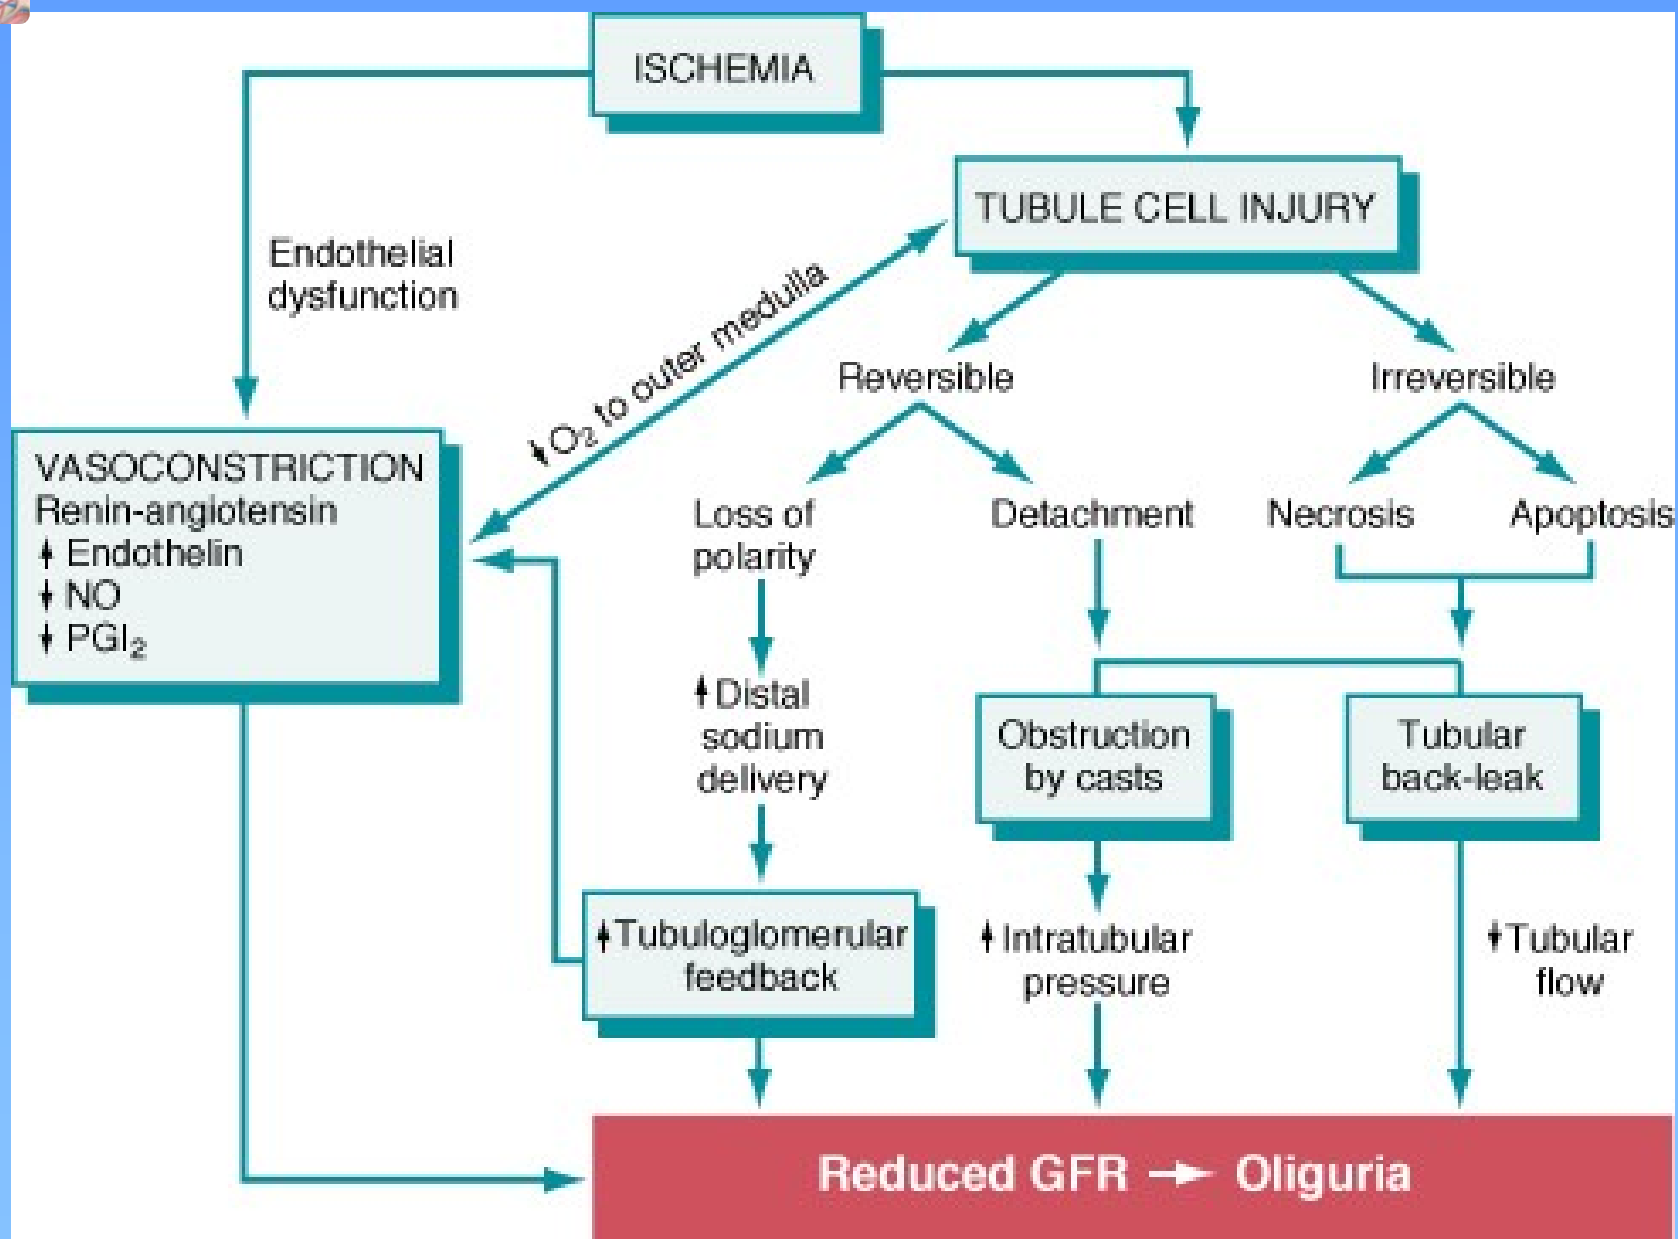 ISCHEMIA
TUBULE CELL INJURY
Endothelial
dysfunction
↓ O₂ to outer medulla
Reversible
Irreversible
VASOCONSTRICTION
Renin-angiotensin
↑ Endothelin
↓ NO
↓ PGI₂
Loss of
polarity
Detachment
Necrosis
Apoptosis
↑ Distal
sodium
delivery
Obstruction
by casts
Tubular
back-leak
↑ Tubuloglomerular
feedback
↑ Intratubular
pressure
↓ Tubular
flow
Reduced GFR → Oliguria